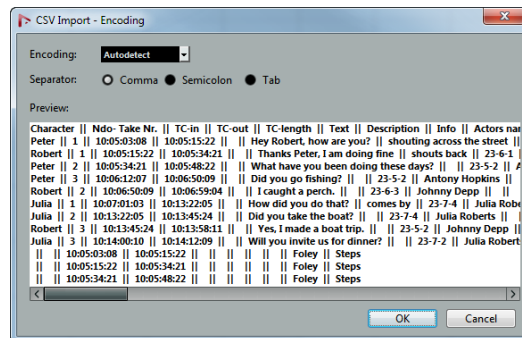 CSV Import - Encoding
Encoding: Autodetect
Separator: Comma Semicolon Tab
Preview:
Character || Ndo- Take Nr. || TC-in || TC-out || TC-length || Text || Description || Info || Actors nar
Peter || 1 || 10:05:03:08 || 10:05:15:22 || || Hey Robert, how are you? || shouting across the street ||
Robert || 1 || 10:05:15:22 || 10:05:34:21 || || Thanks Peter, I am doing fine || shouts back || 23-6-1 |
Peter || 2 || 10:05:34:21 || 10:05:48:22 || || What have you been doing these days? || || 23-5-2 || A
Peter || 3 || 10:06:12:07 || 10:06:50:09 || || Did you go fishing? || || 23-5-2 || Antony Hopkins ||
Robert || 2 || 10:06:50:09 || 10:06:59:04 || || I caught a perch. || || 23-6-3 || Johnny Depp || ||
Julia || 1 || 10:07:01:03 || 10:13:22:05 || || How did you do that? || comes by || 23-7-4 || Julia Robe
Julia || 2 || 10:13:22:05 || 10:13:45:24 || || Did you take the boat? || || 23-7-4 || Julia Roberts ||
Robert || 3 || 10:13:45:24 || 10:13:58:11 || || Yes, I made a boat trip. || || 23-5-2 || Johnny Depp ||
Julia || 3 || 10:14:00:10 || 10:14:12:09 || || Will you invite us for dinner? || || 23-7-2 || Julia Robert
|| || 10:05:03:08 || 10:05:15:22 || || || || || Foley || Steps
|| || 10:05:15:22 || 10:05:34:21 || || || || || Foley || Steps
|| || 10:05:34:21 || 10:05:48:22 || || || || || Foley || Steps
OK Cancel